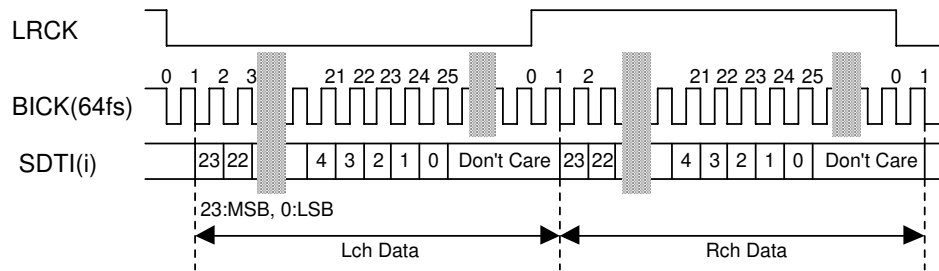 LRCK
0 1 2 3 21 22 23 24 25 0 1 2 21 22 23 24 25 0 1
BICK(64fs)
SDTI(i) 23 22 4 3 2 1 0 Don't Care 23 22 4 3 2 1 0 Don't Care
23:MSB, 0:LSB
Lch Data Rch Data